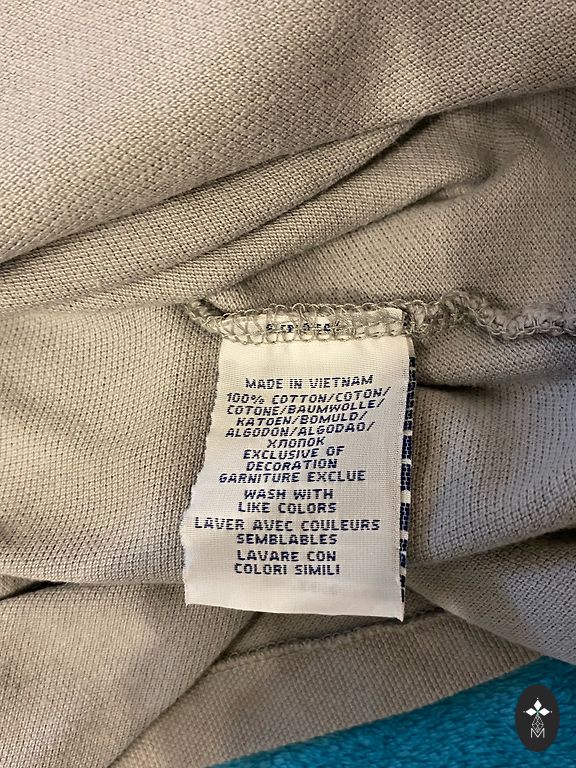 MADE IN VIETNAM
100% COTTON/COTON/
COTONE/BAUMWOLLE/
KATOEN/BOMULD/
ALGODON/ALGODAO/
ХЛОПОК
EXCLUSIVE OF
DECORATION
GARNITURE EXCLUE
WASH WITH
LIKE COLORS
LAVER AVEC COULEURS
SEMBLABLES
LAVARE CON
COLORI SIMILI
M